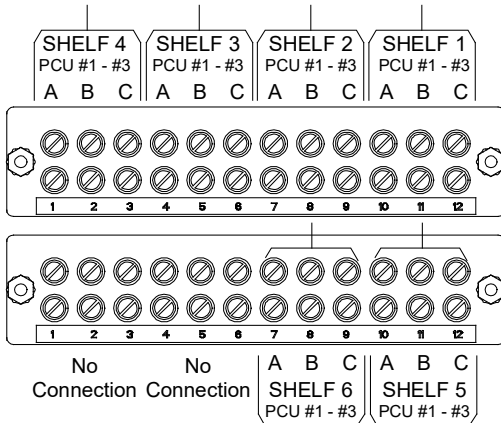 SHELF 4 SHELF 3 SHELF 2 SHELF 1
PCU #1 - #3 PCU #1 - #3 PCU #1 - #3 PCU #1 - #3
A B C A B C A B C A B C
1 2 3 4 5 6 7 8 9 10 11 12
1 2 3 4 5 6 7 8 9 10 11 12
No No A B C A B C
Connection Connection SHELF 6 SHELF 5
PCU #1 - #3 PCU #1 - #3